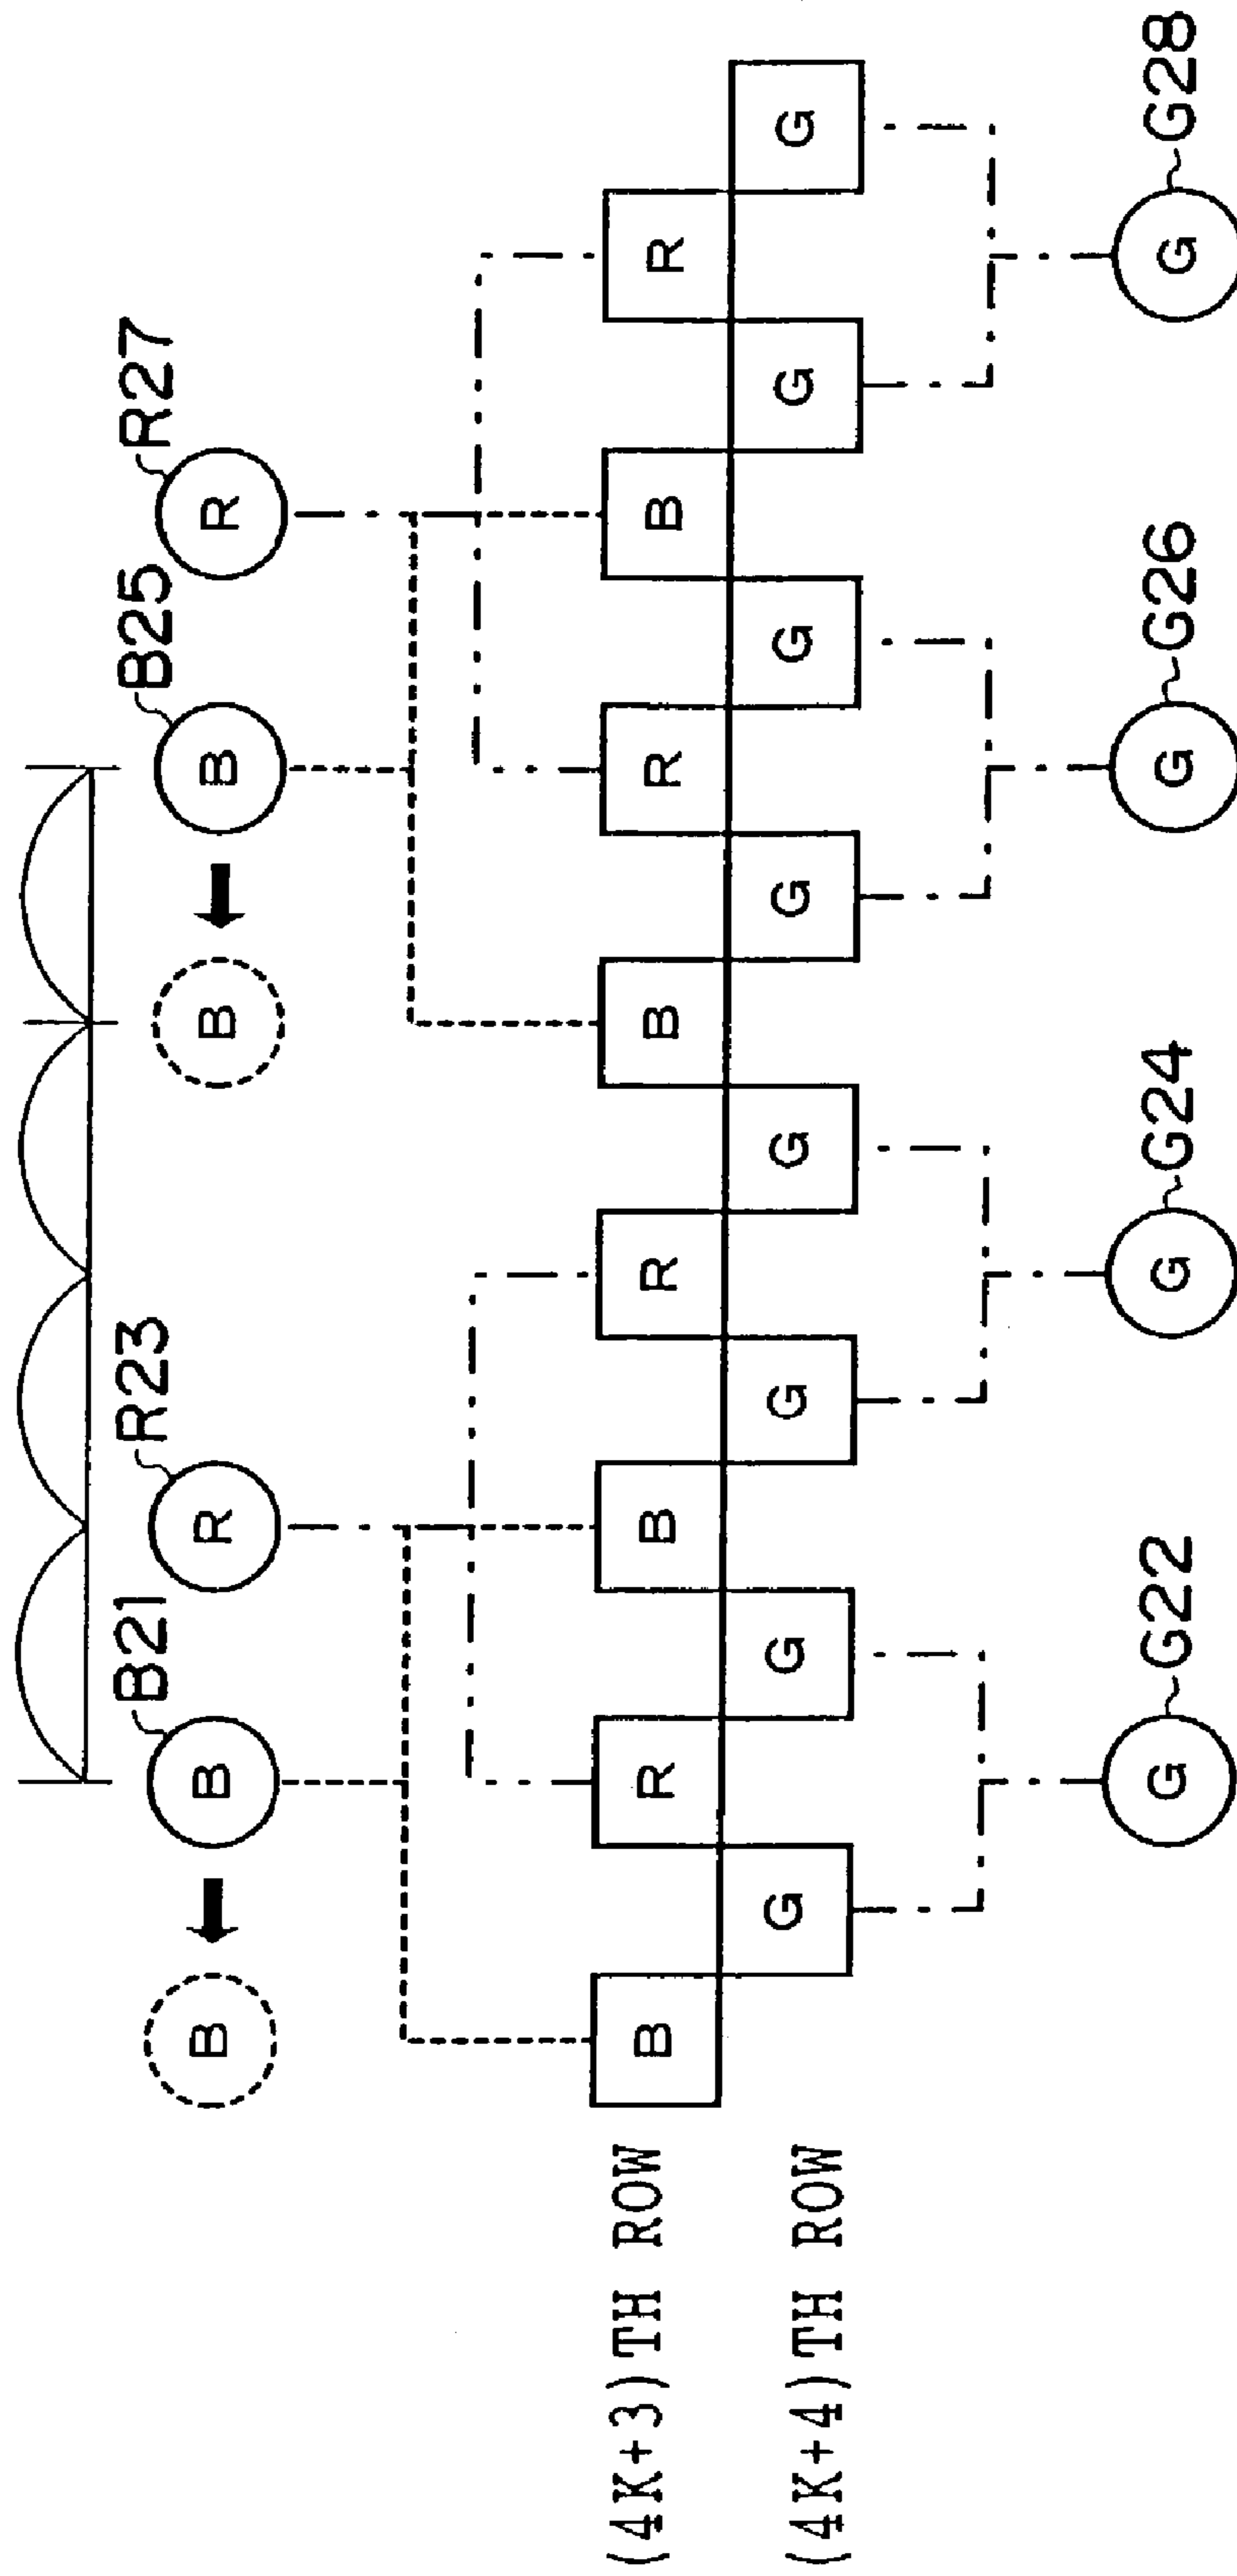 B21 R23 B25 R27
B B R B B R
(4K+3)TH ROW B R B R B R B R
(4K+4)TH ROW G G G G G G G G
G G G G
G22 G24 G26 G28